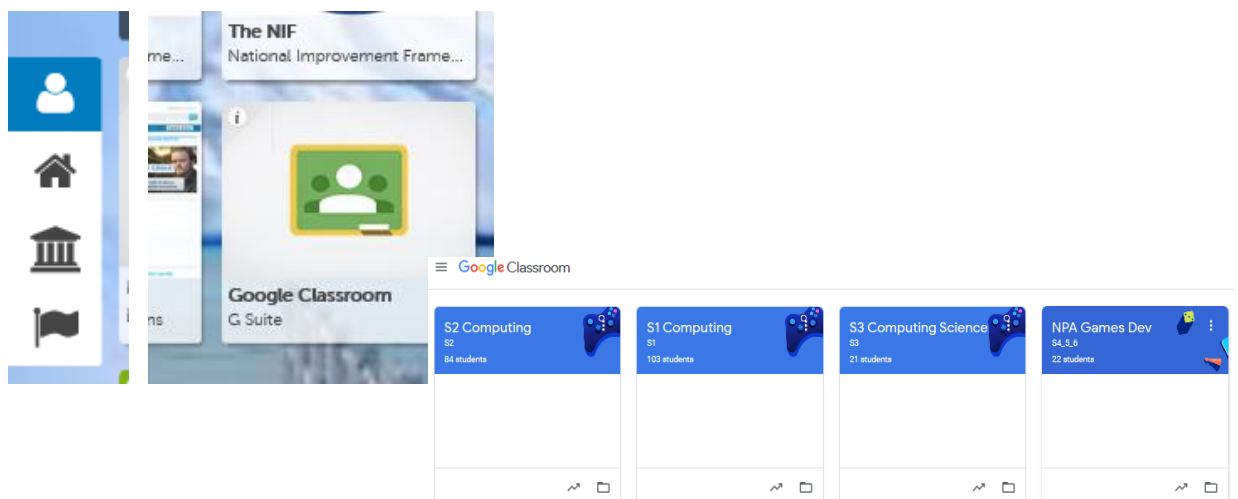 The NIF
me...
National Improvement Frame...
i
Google Classroom
G Suite
ns
Google Classroom
S2 Computing
S2
84 students
S1 Computing
S1
103 students
S3 Computing Science
S3
21 students
NPA Games Dev
S4_5_6
22 students